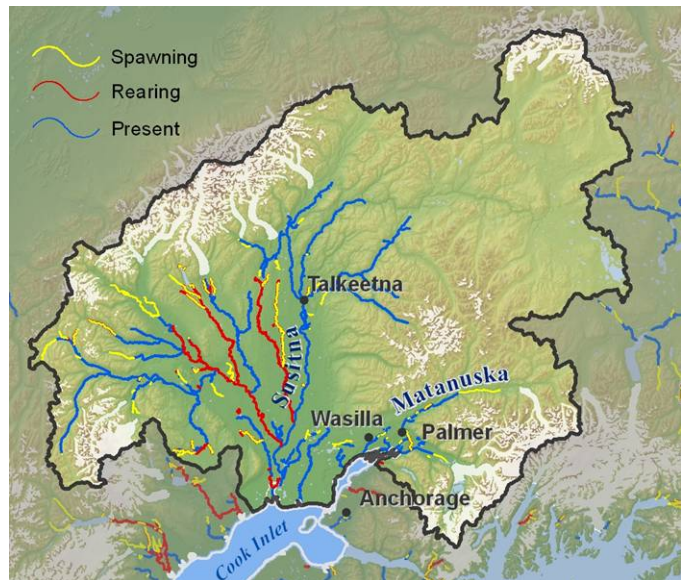 Spawning
Rearing
Present
Talkeetna
Susitna
Matanuska
Wasilla
Palmer
Anchorage
Cook Inlet